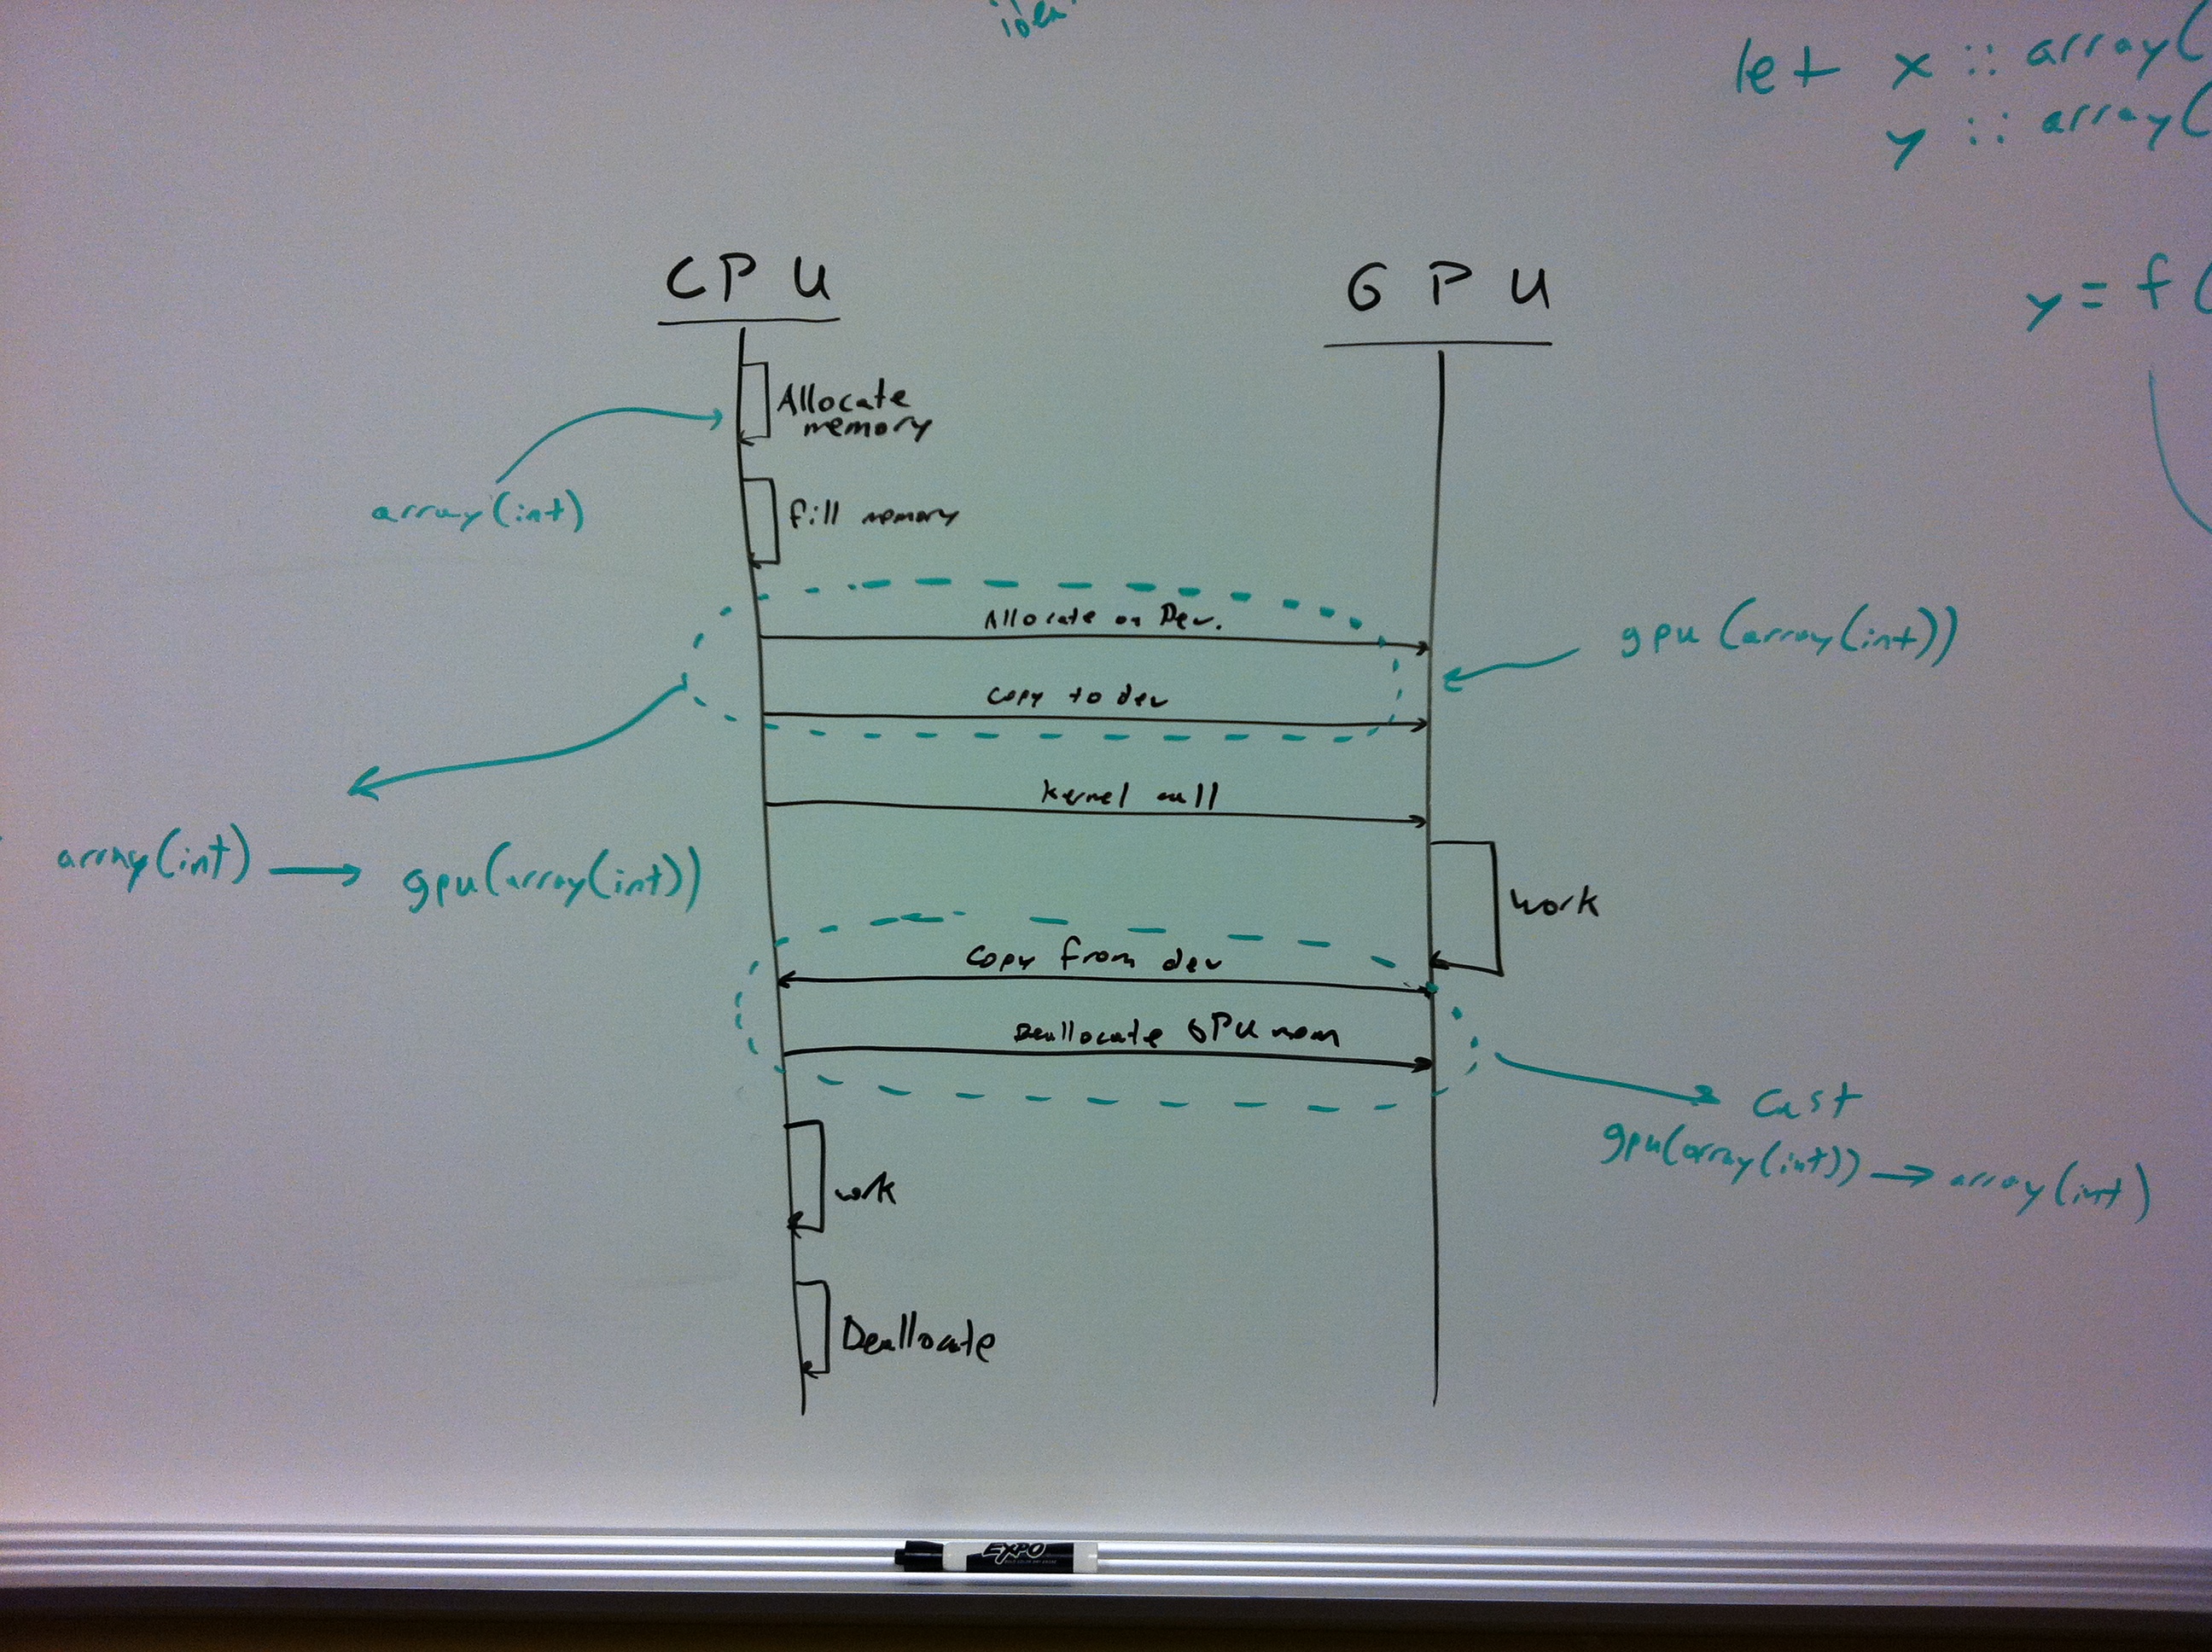 idea
let x :: array(
y :: array(
y = f (
CPU
GPU
Allocate
memory
array(int)
fill memory
Allocate on Dev.
gpu (array(int))
Copy to dev
Kernel call
array(int) → gpu(array(int))
Work
Copy from dev
Deallocate GPU mem
Cast
gpu(array(int)) → array(int)
work
Deallocate
EXPO